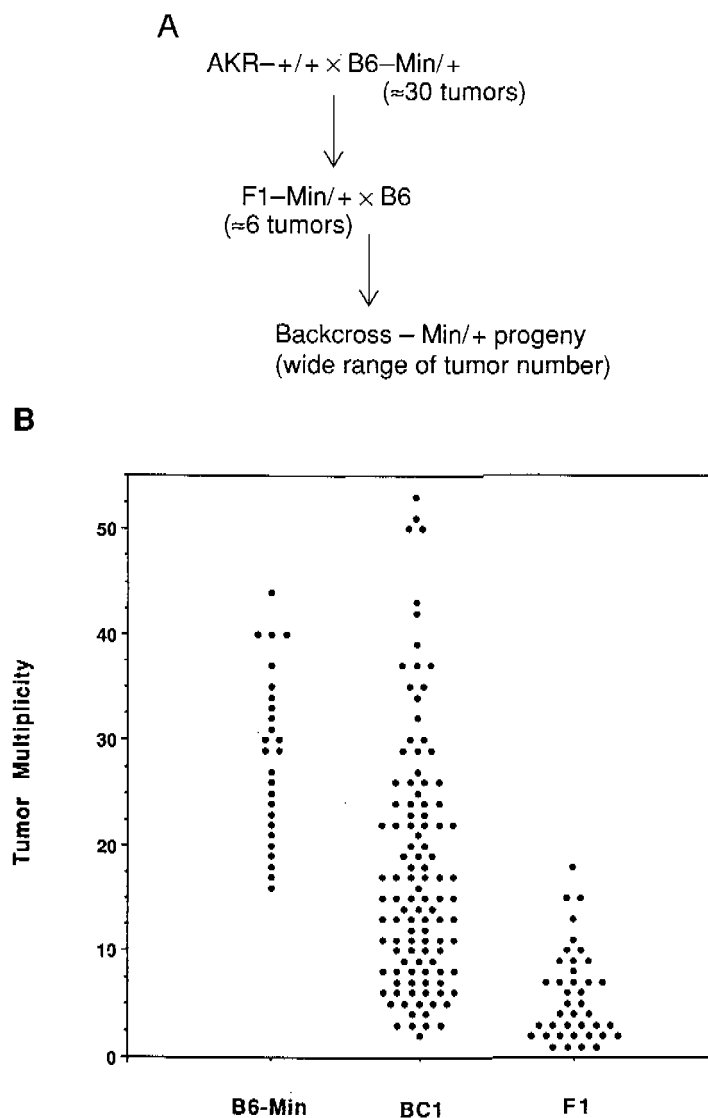 A
AKR–+/+ × B6–Min/+
(≈30 tumors)
F1–Min/+ × B6
(≈6 tumors)
Backcross – Min/+ progeny
(wide range of tumor number)
B
Tumor Multiplicity
50
40
30
20
10
0
B6-Min BC1 F1